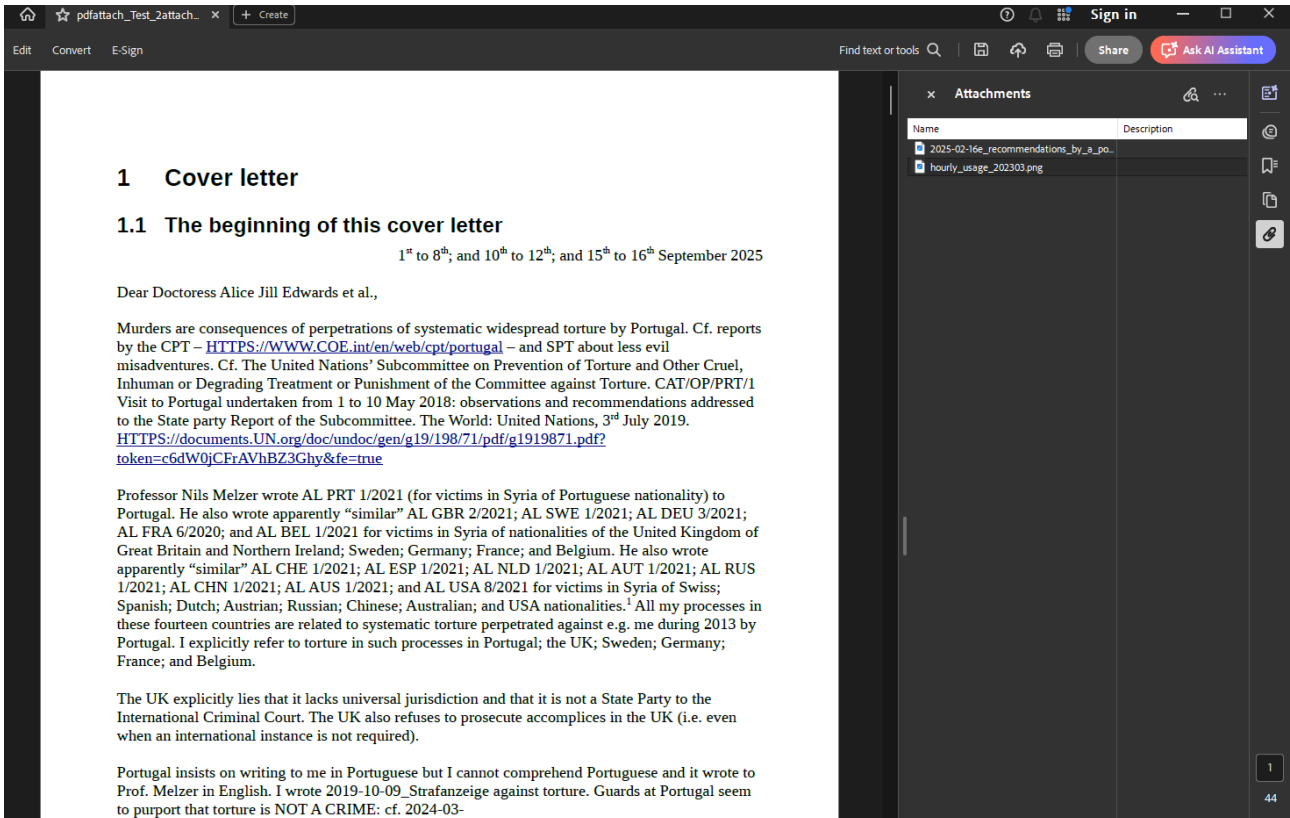 pdfattach_Test_2attach... × + Create
Sign in
Edit Convert E-Sign
Find text or tools
Share
Ask AI Assistant
× Attachments
Name Description
2025-02-16e_recommendations_by_a_po...
hourly_usage_202303.png
1 Cover letter
1.1 The beginning of this cover letter
1st to 8th; and 10th to 12th; and 15th to 16th September 2025
Dear Doctoress Alice Jill Edwards et al.,
Murders are consequences of perpetrations of systematic widespread torture by Portugal. Cf. reports
by the CPT – HTTPS://WWW.COE.int/en/web/cpt/portugal – and SPT about less evil
misadventures. Cf. The United Nations’ Subcommittee on Prevention of Torture and Other Cruel,
Inhuman or Degrading Treatment or Punishment of the Committee against Torture. CAT/OP/PRT/1
Visit to Portugal undertaken from 1 to 10 May 2018: observations and recommendations addressed
to the State party Report of the Subcommittee. The World: United Nations, 3rd July 2019.
HTTPS://documents.UN.org/doc/undoc/gen/g19/198/71/pdf/g1919871.pdf?
token=c6dW0jCFrAVhBZ3Ghy&fe=true
Professor Nils Melzer wrote AL PRT 1/2021 (for victims in Syria of Portuguese nationality) to
Portugal. He also wrote apparently “similar” AL GBR 2/2021; AL SWE 1/2021; AL DEU 3/2021;
AL FRA 6/2020; and AL BEL 1/2021 for victims in Syria of nationalities of the United Kingdom of
Great Britain and Northern Ireland; Sweden; Germany; France; and Belgium. He also wrote
apparently “similar” AL CHE 1/2021; AL ESP 1/2021; AL NLD 1/2021; AL AUT 1/2021; AL RUS
1/2021; AL CHN 1/2021; AL AUS 1/2021; and AL USA 8/2021 for victims in Syria of Swiss;
Spanish; Dutch; Austrian; Russian; Chinese; Australian; and USA nationalities.1 All my processes in
these fourteen countries are related to systematic torture perpetrated against e.g. me during 2013 by
Portugal. I explicitly refer to torture in such processes in Portugal; the UK; Sweden; Germany;
France; and Belgium.
The UK explicitly lies that it lacks universal jurisdiction and that it is not a State Party to the
International Criminal Court. The UK also refuses to prosecute accomplices in the UK (i.e. even
when an international instance is not required).
Portugal insists on writing to me in Portuguese but I cannot comprehend Portuguese and it wrote to
Prof. Melzer in English. I wrote 2019-10-09_Strafanzeige against torture. Guards at Portugal seem
to purport that torture is NOT A CRIME: cf. 2024-03-
1
44